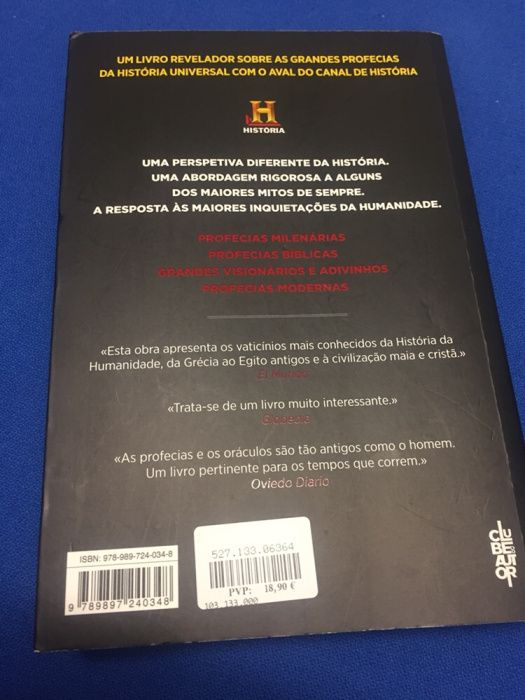 UM LIVRO REVELADOR SOBRE AS GRANDES PROFECIAS
DA HISTÓRIA UNIVERSAL COM O AVAL DO CANAL DE HISTÓRIA
H
HISTÓRIA
UMA PERSPETIVA DIFERENTE DA HISTÓRIA.
UMA ABORDAGEM RIGOROSA A ALGUNS
DOS MAIORES MITOS DE SEMPRE.
A RESPOSTA ÀS MAIORES INQUIETAÇÕES DA HUMANIDADE.
PROFECIAS MILENÁRIAS
PROFECIAS BÍBLICAS
GRANDES VISIONÁRIOS E ADIVINHOS
PROFECIAS MODERNAS
«Esta obra apresenta os vaticínios mais conhecidos da História da
Humanidade, da Grécia ao Egito antigos e à civilização maia e cristã.»
El Mundo
«Trata-se de um livro muito interessante.»
«As profecias e os oráculos são tão antigos como o homem.
Um livro pertinente para os tempos que correm.»
Oviedo Diario
ISBN: 978-989-724-034-8
9 789897 240348
527.133.06364
PVP: 18,90 €
103.133.000
CLUBE DO AUTOR